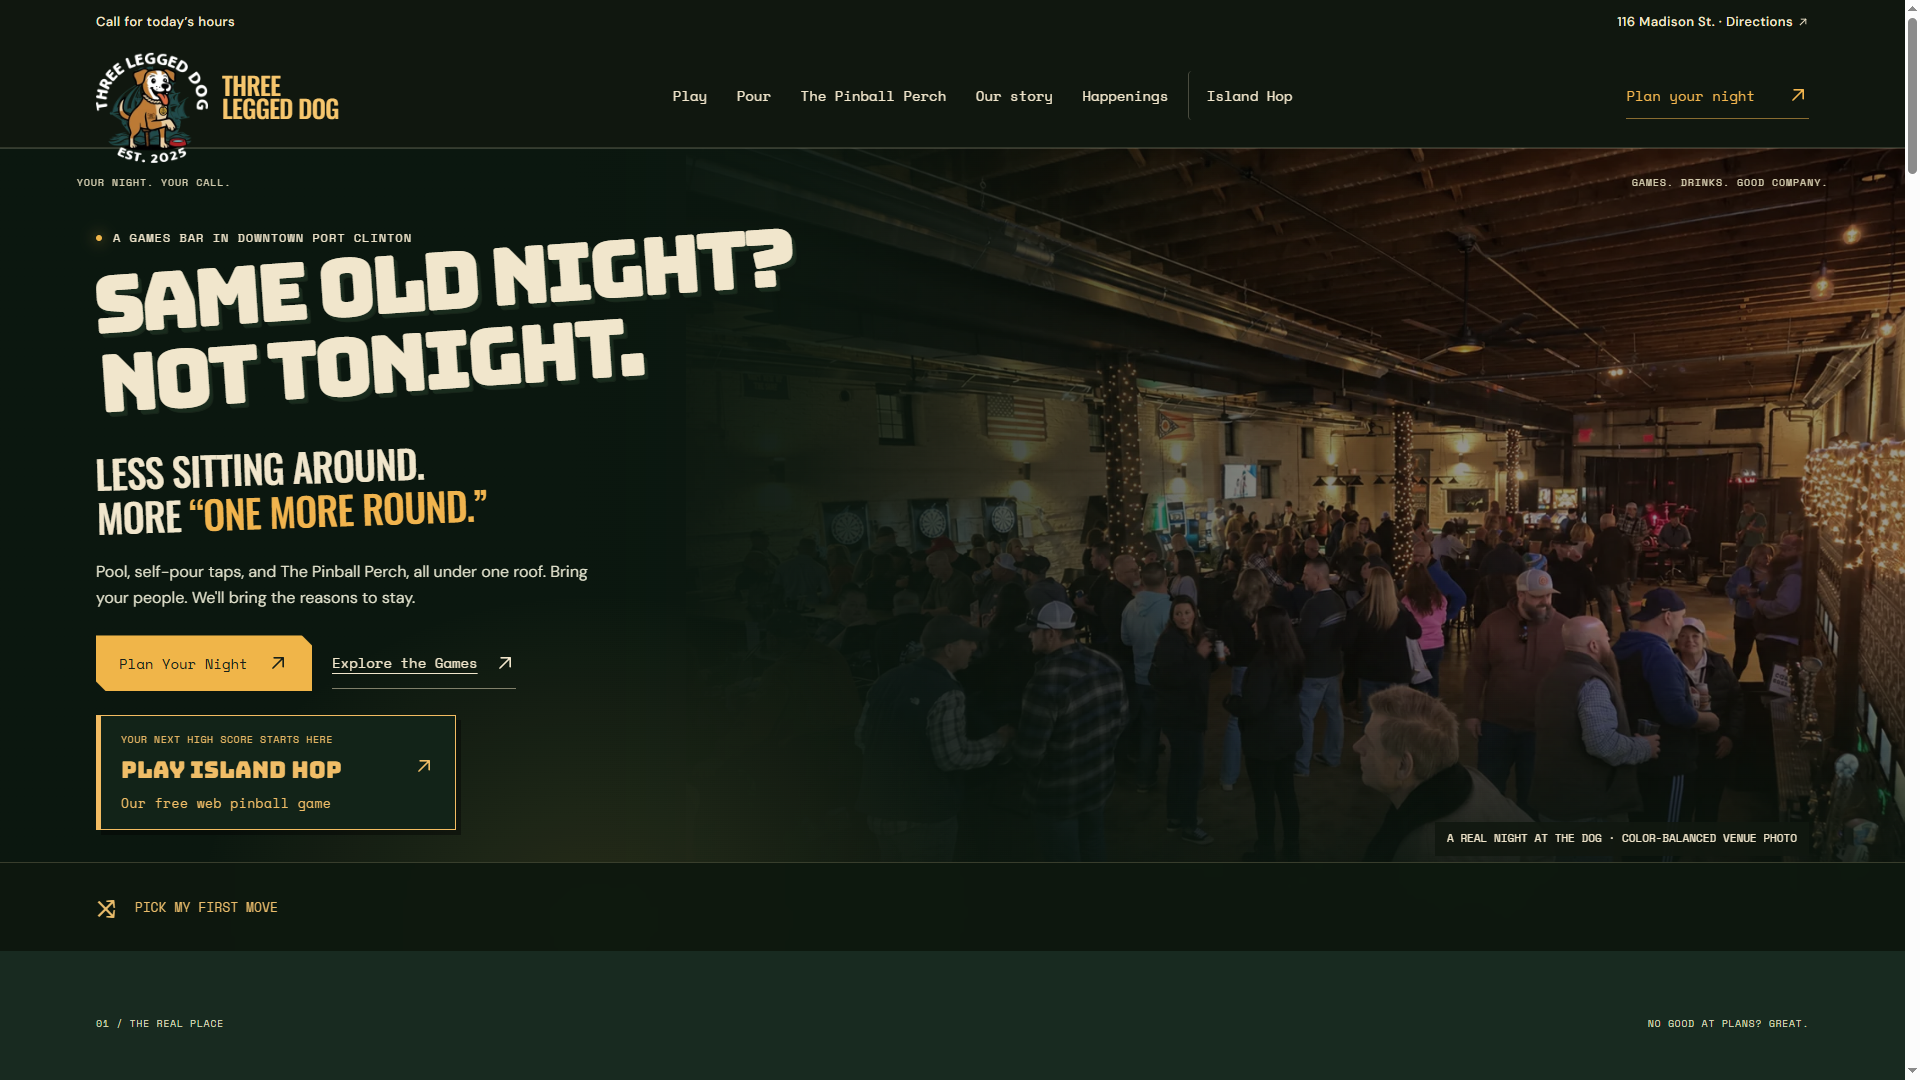 Call for today’s hours
116 Madison St. · Directions ↗
THREE LEGGED DOG
EST. 2025
THREE
LEGGED DOG
Play
Pour
The Pinball Perch
Our story
Happenings
Island Hop
Plan your night
YOUR NIGHT. YOUR CALL.
GAMES. DRINKS. GOOD COMPANY.
A GAMES BAR IN DOWNTOWN PORT CLINTON
SAME OLD NIGHT?
NOT TONIGHT.
LESS SITTING AROUND.
MORE “ONE MORE ROUND.”
Pool, self-pour taps, and The Pinball Perch, all under one roof. Bring
your people. We'll bring the reasons to stay.
Plan Your Night
Explore the Games
YOUR NEXT HIGH SCORE STARTS HERE
PLAY ISLAND HOP
Our free web pinball game
A REAL NIGHT AT THE DOG · COLOR-BALANCED VENUE PHOTO
PICK MY FIRST MOVE
01 / THE REAL PLACE
NO GOOD AT PLANS? GREAT.